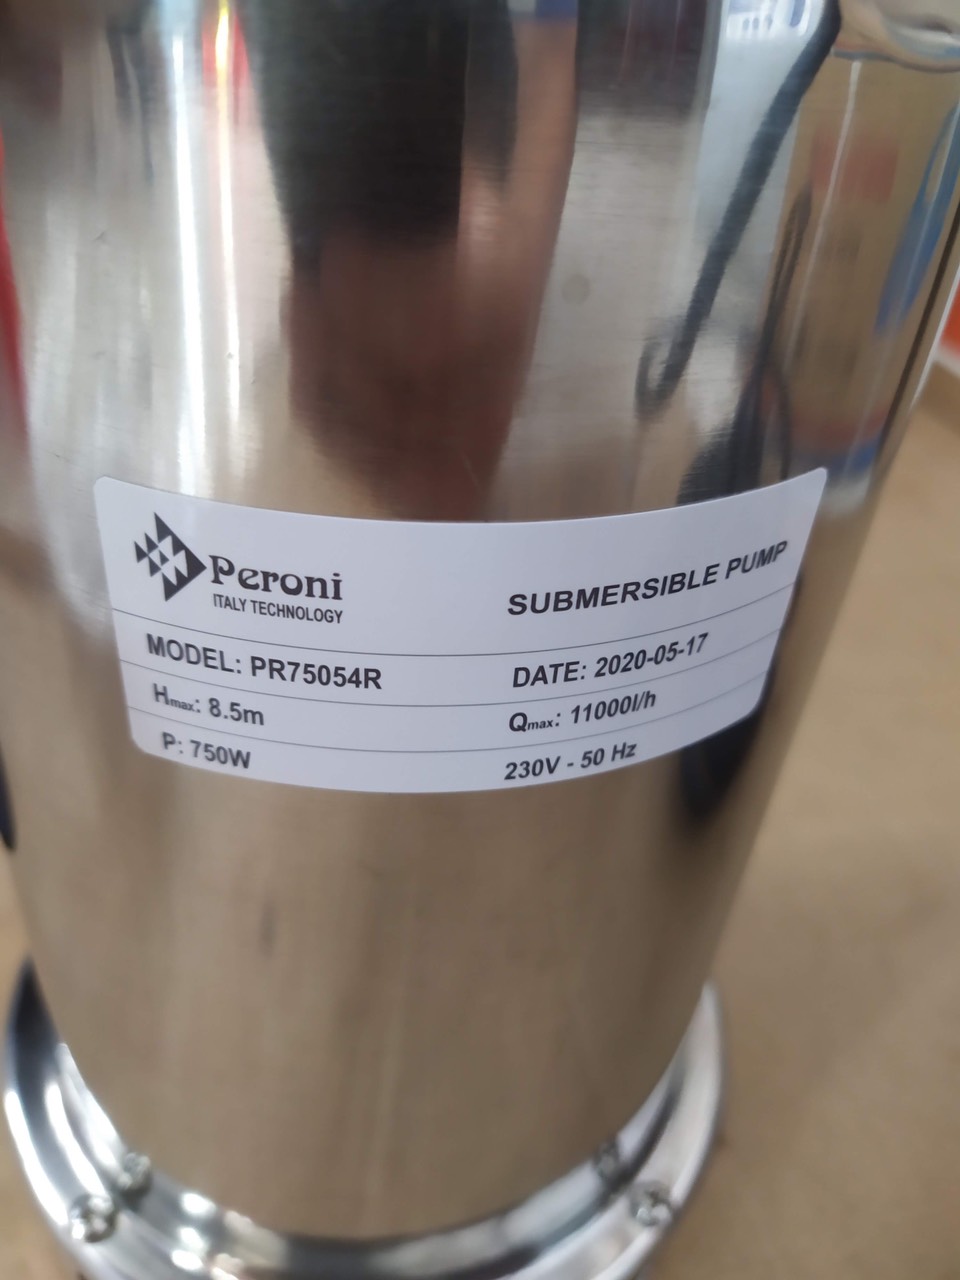 Peroni
ITALY TECHNOLOGY
SUBMERSIBLE PUMP
MODEL: PR75054R
DATE: 2020-05-17
Hmax: 8.5m
Qmax: 11000l/h
P: 750W
230V - 50 Hz